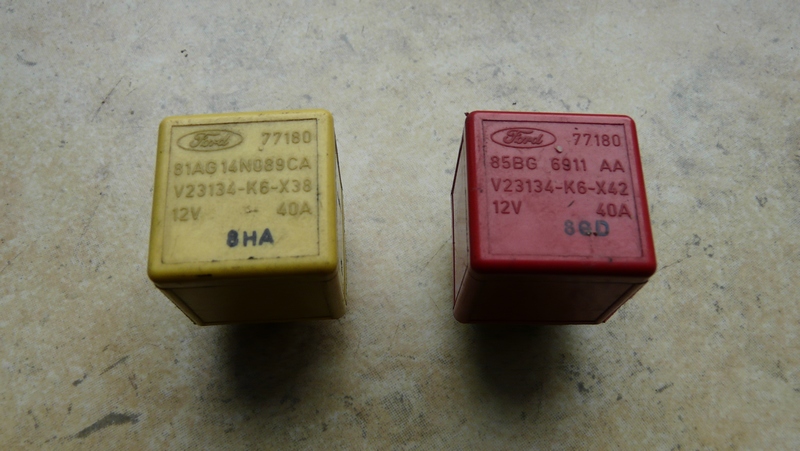 Ford 77180
81AG 14N089CA
V23134-K6-X38
12V 40A
8HA
Ford 77180
85BG 6911 AA
V23134-K6-X42
12V 40A